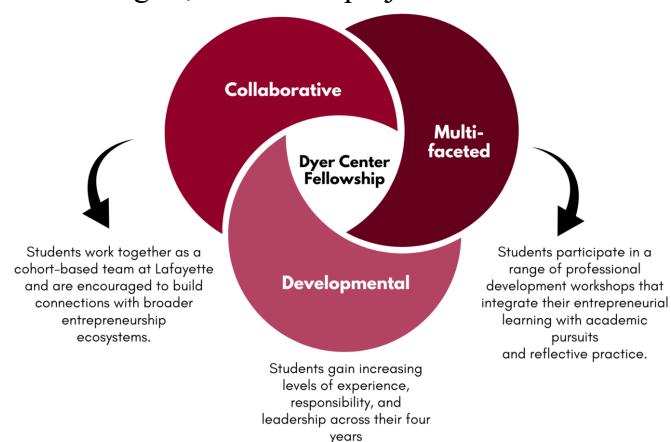 Collaborative
Multi-
faceted
Dyer Center
Fellowship
Developmental
Students work together as a
cohort-based team at Lafayette
and are encouraged to build
connections with broader
entrepreneurship
ecosystems.
Students participate in a
range of professional
development workshops that
integrate their entrepreneurial
learning with academic
pursuits
and reflective practice.
Students gain increasing
levels of experience,
responsibility, and
leadership across their four
years